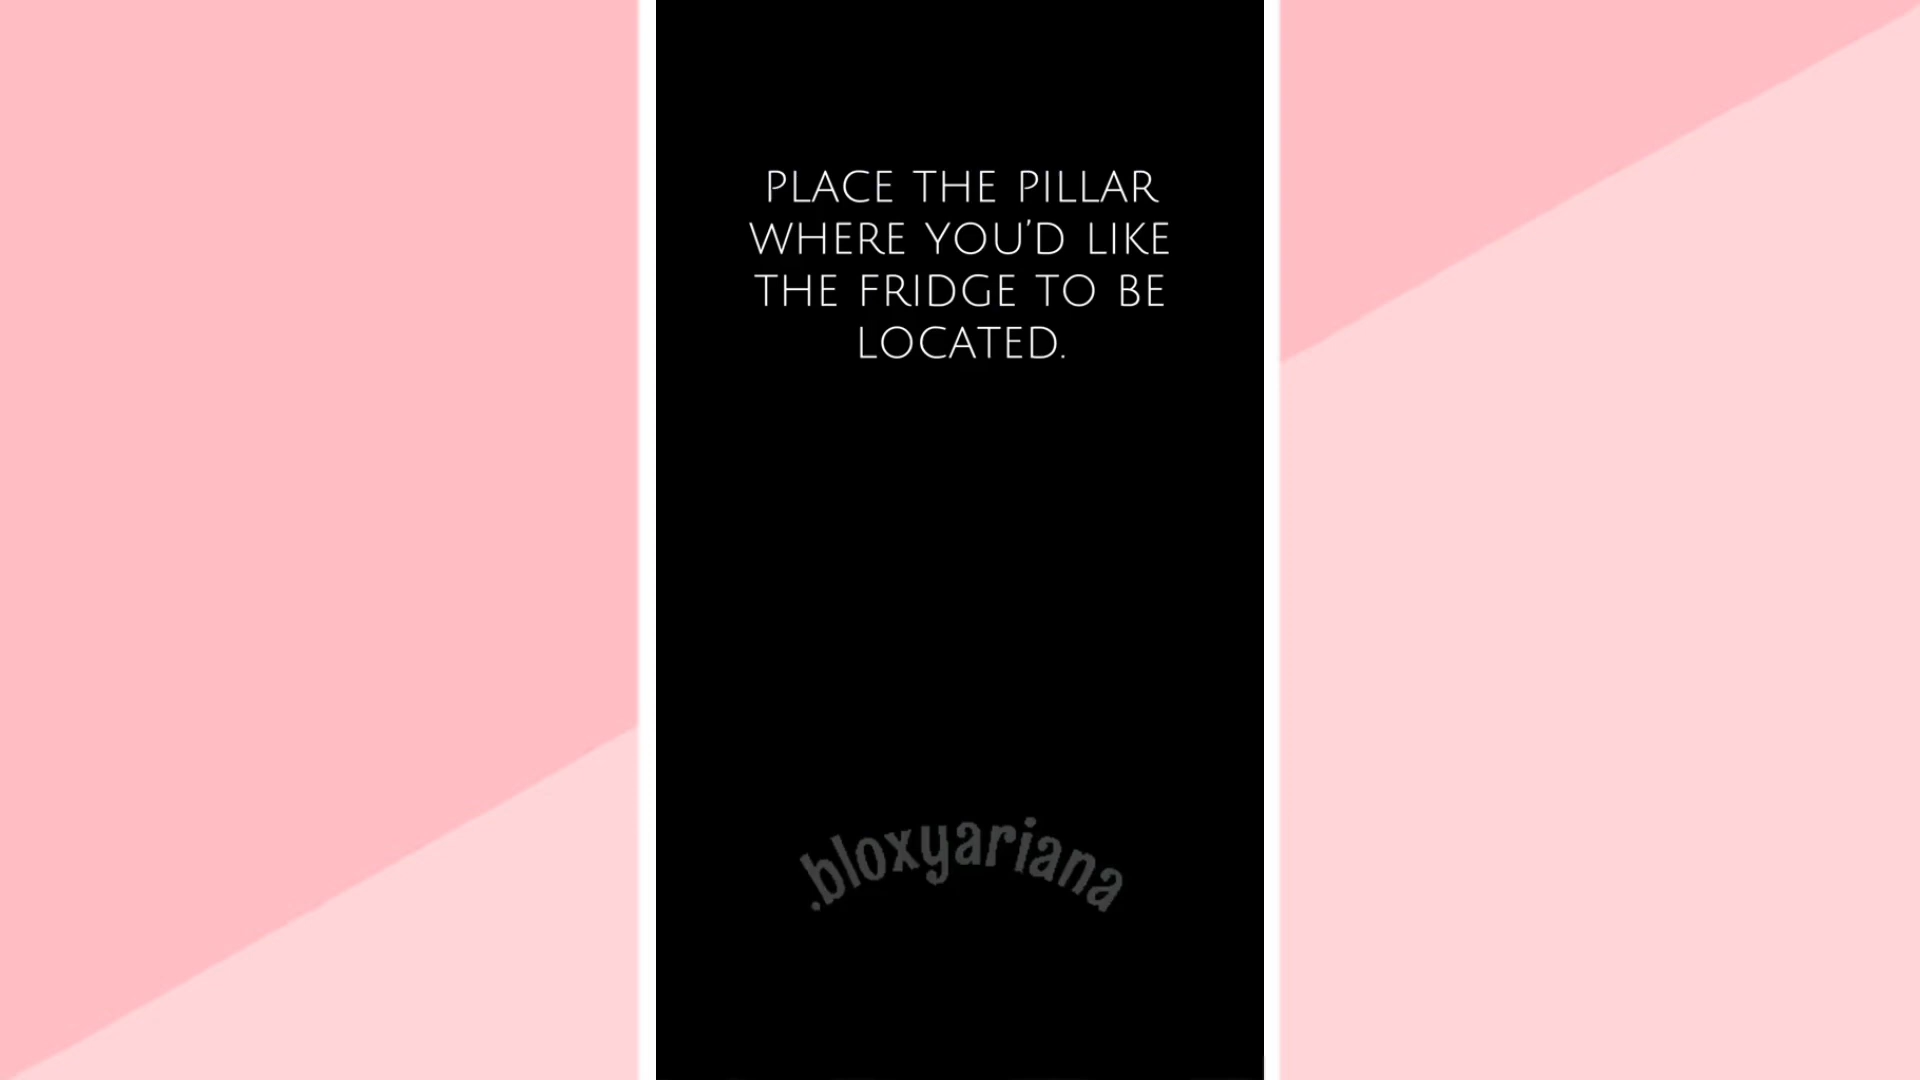 PLACE THE PILLAR
WHERE YOU'D LIKE
THE FRIDGE TO BE
LOCATED.
.bloxyariana